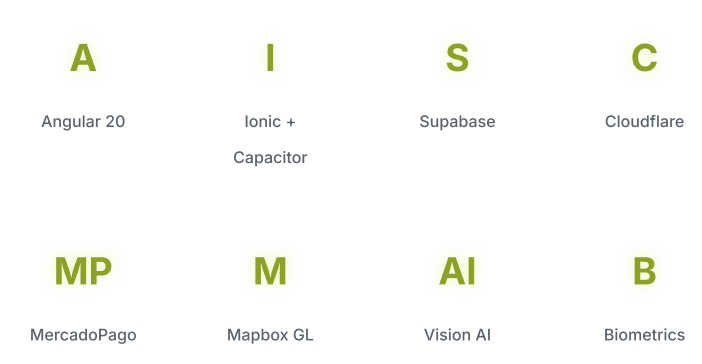 A
I
S
C
Angular 20
Ionic +
Capacitor
Supabase
Cloudflare
MP
M
AI
B
MercadoPago
Mapbox GL
Vision AI
Biometrics